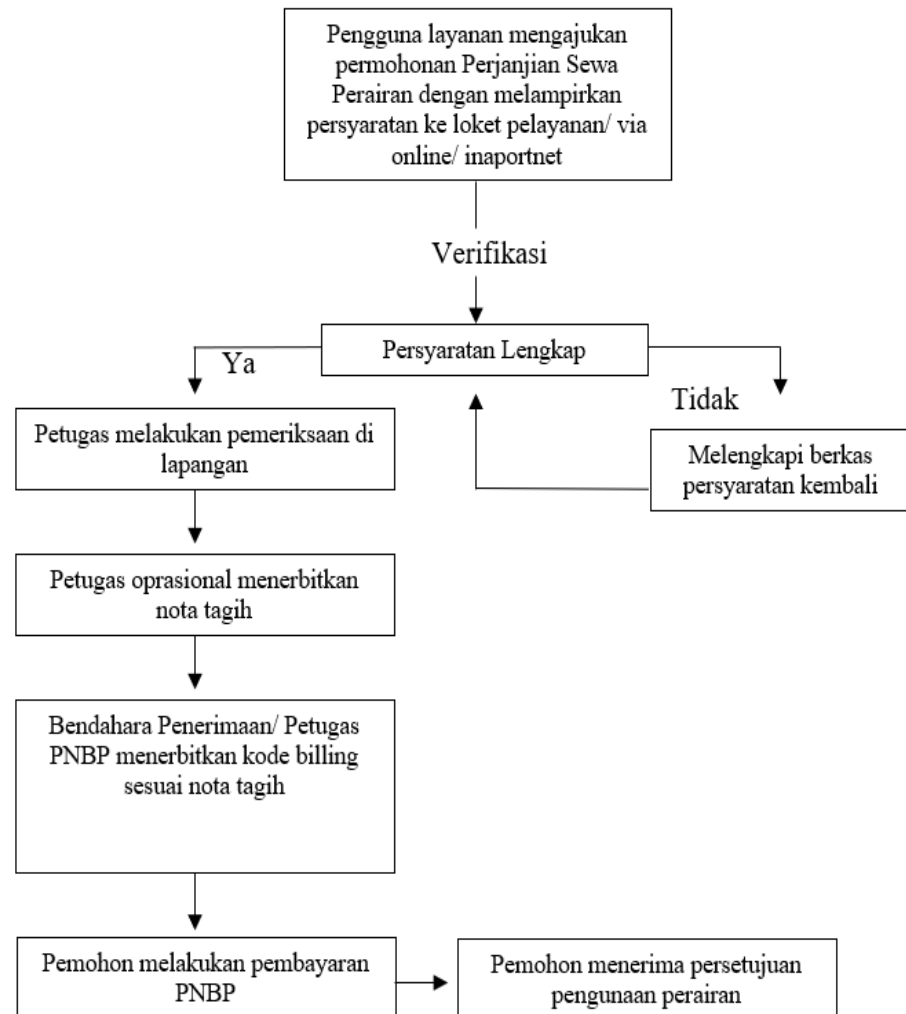 Pengguna layanan mengajukan
permohonan Perjanjian Sewa
Perairan dengan melampirkan
persyaratan ke loket pelayanan/ via
online/ inaportnet
Verifikasi
Persyaratan Lengkap
Ya
Tidak
Petugas melakukan pemeriksaan di
lapangan
Melengkapi berkas
persyaratan kembali
Petugas oprasional menerbitkan
nota tagih
Bendahara Penerimaan/ Petugas
PNBP menerbitkan kode billing
sesuai nota tagih
Pemohon melakukan pembayaran
PNBP
Pemohon menerima persetujuan
pengunaan perairan